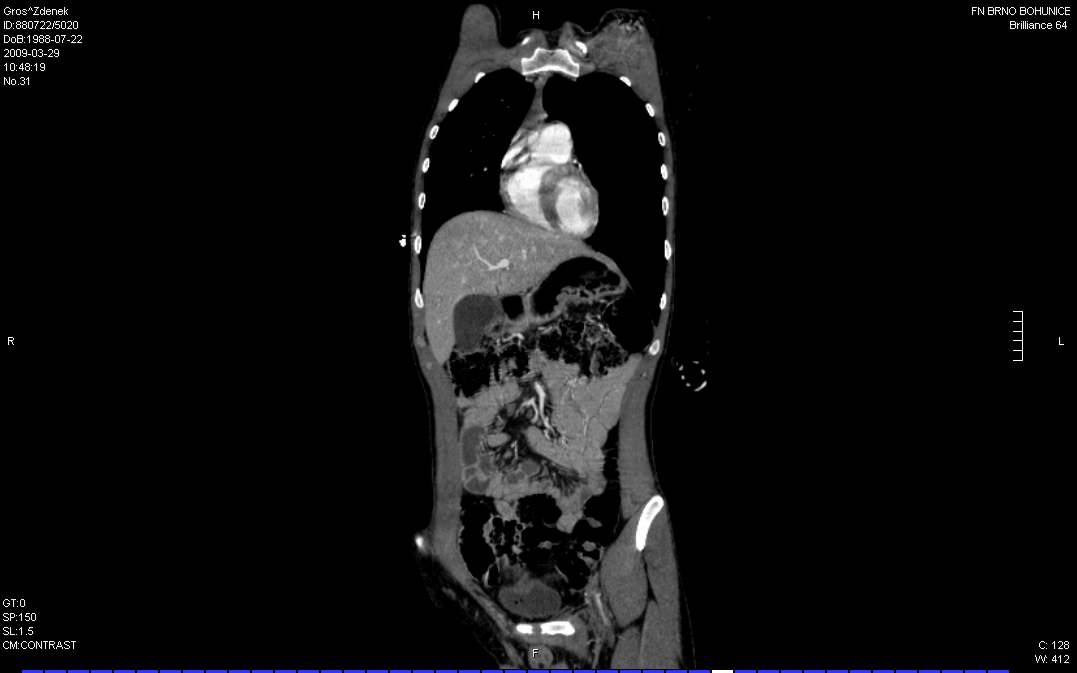 Gros^Zdenek
ID:880722/5020
DoB:1988-07-22
2009-03-29
10:48:19
No.31
H
FN BRNO BOHUNICE
Brilliance 64
R
L
GT:0
SP:150
SL:1.5
CM:CONTRAST
F
C: 128
W: 412